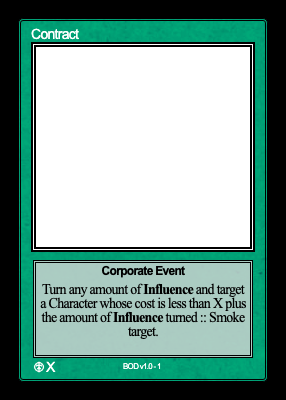 Contract
Corporate Event
Turn any amount of Influence and target
a Character whose cost is less than X plus
the amount of Influence turned :: Smoke
target.
X
BOD v1.0 - 1